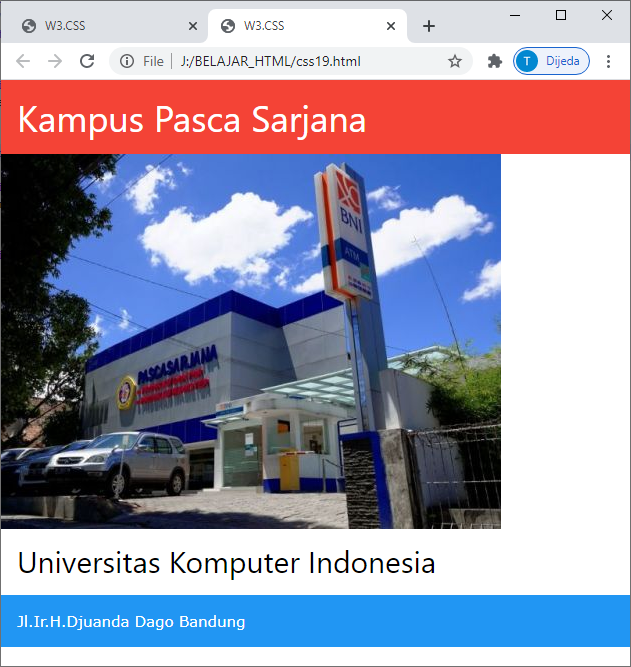 W3.CSS
W3.CSS
File
J:/BELAJAR_HTML/css19.html
T
Dijeda
Kampus Pasca Sarjana
BNI
ATM
PASCASARJANA
Universitas Komputer Indonesia
Jl.Ir.H.Djuanda Dago Bandung